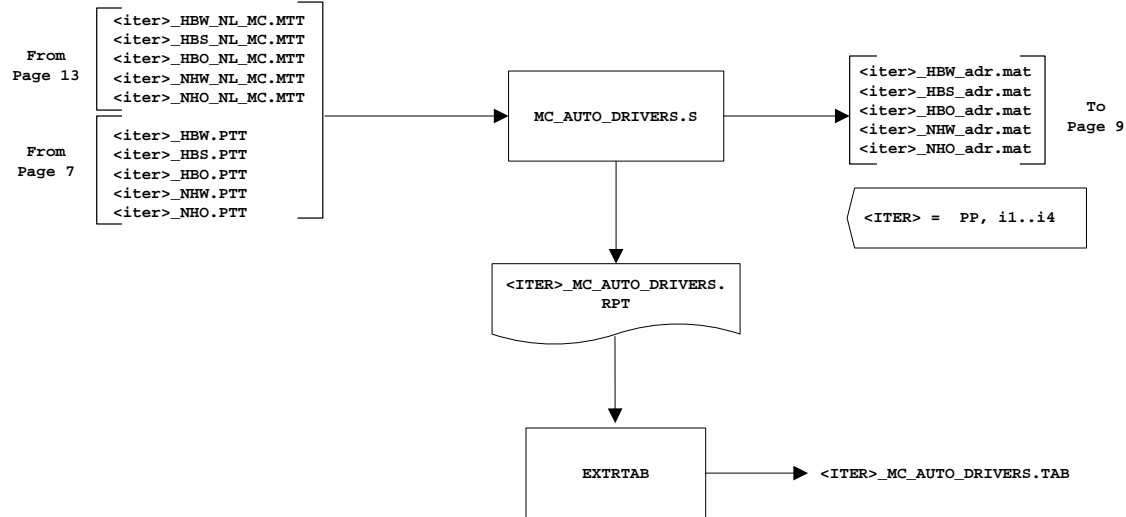 From
Page 13
<iter>_HBW_NL_MC.MTT
<iter>_HBS_NL_MC.MTT
<iter>_HBO_NL_MC.MTT
<iter>_NHW_NL_MC.MTT
<iter>_NHO_NL_MC.MTT
From
Page 7
<iter>_HBW.PTT
<iter>_HBS.PTT
<iter>_HBO.PTT
<iter>_NHW.PTT
<iter>_NHO.PTT
MC_AUTO_DRIVERS.S
<iter>_HBW_adr.mat
<iter>_HBS_adr.mat
<iter>_HBO_adr.mat
<iter>_NHW_adr.mat
<iter>_NHO_adr.mat
To
Page 9
<ITER> = PP, i1..i4
<ITER>_MC_AUTO_DRIVERS.
RPT
EXTRTAB
<ITER>_MC_AUTO_DRIVERS.TAB